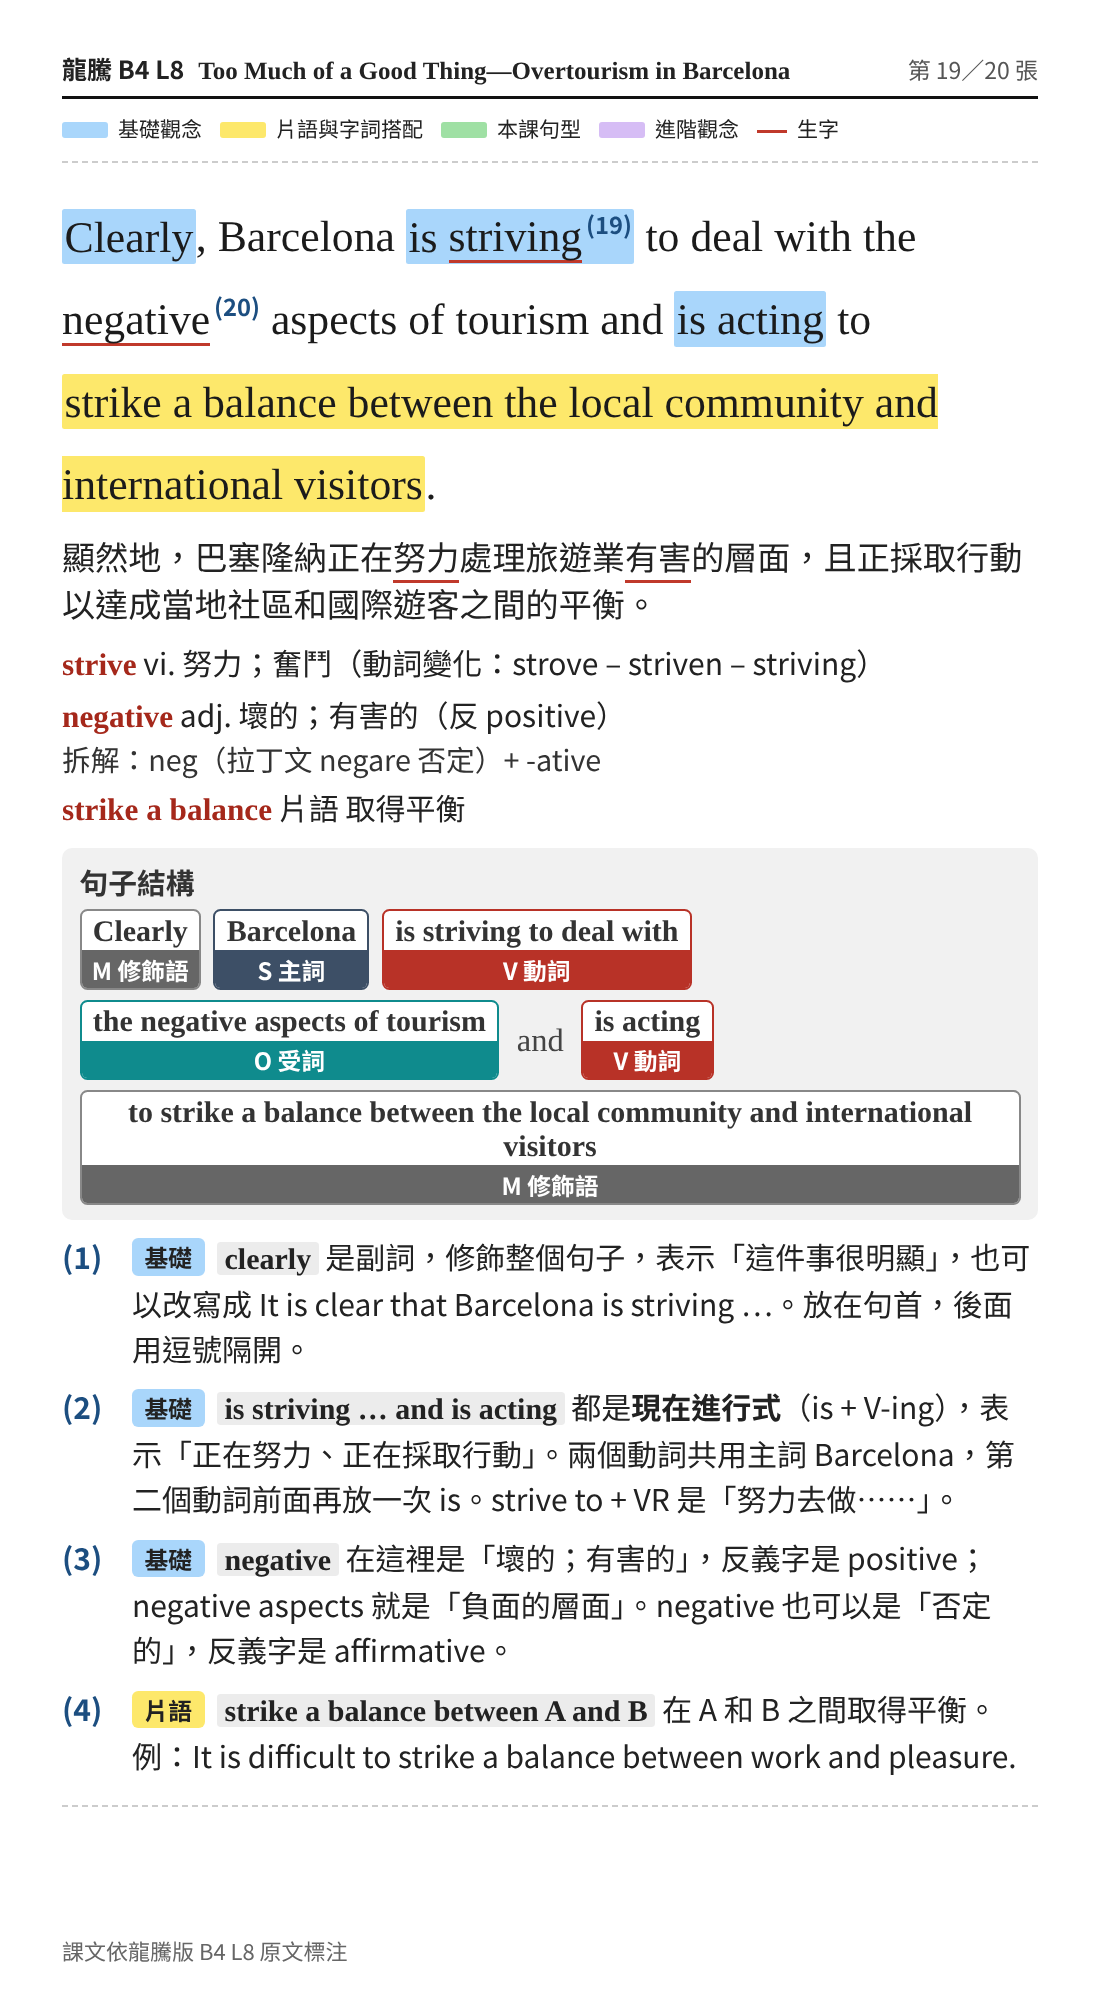 龍騰 B4 L8 Too Much of a Good Thing—Overtourism in Barcelona 第 19／20 張
基礎觀念 片語與字詞搭配 本課句型 進階觀念 生字
Clearly, Barcelona is striving(19) to deal with the
negative(20) aspects of tourism and is acting to
strike a balance between the local community and
international visitors.
顯然地，巴塞隆納正在努力處理旅遊業有害的層面，且正採取行動
以達成當地社區和國際遊客之間的平衡。
strive vi. 努力；奮鬥（動詞變化：strove – striven – striving）
negative adj. 壞的；有害的（反 positive）
拆解：neg（拉丁文 negare 否定）+ -ative
strike a balance 片語 取得平衡
句子結構
Clearly Barcelona is striving to deal with
M 修飾語 S 主詞 V 動詞
the negative aspects of tourism and is acting
O 受詞 V 動詞
to strike a balance between the local community and international
visitors
M 修飾語
(1) 基礎 clearly 是副詞，修飾整個句子，表示「這件事很明顯」，也可
以改寫成 It is clear that Barcelona is striving …。放在句首，後面
用逗號隔開。
(2) 基礎 is striving … and is acting 都是現在進行式（is + V-ing），表
示「正在努力、正在採取行動」。兩個動詞共用主詞 Barcelona，第
二個動詞前面再放一次 is。strive to + VR 是「努力去做……」。
(3) 基礎 negative 在這裡是「壞的；有害的」，反義字是 positive；
negative aspects 就是「負面的層面」。negative 也可以是「否定
的」，反義字是 affirmative。
(4) 片語 strike a balance between A and B 在 A 和 B 之間取得平衡。
例：It is difficult to strike a balance between work and pleasure.
課文依龍騰版 B4 L8 原文標注